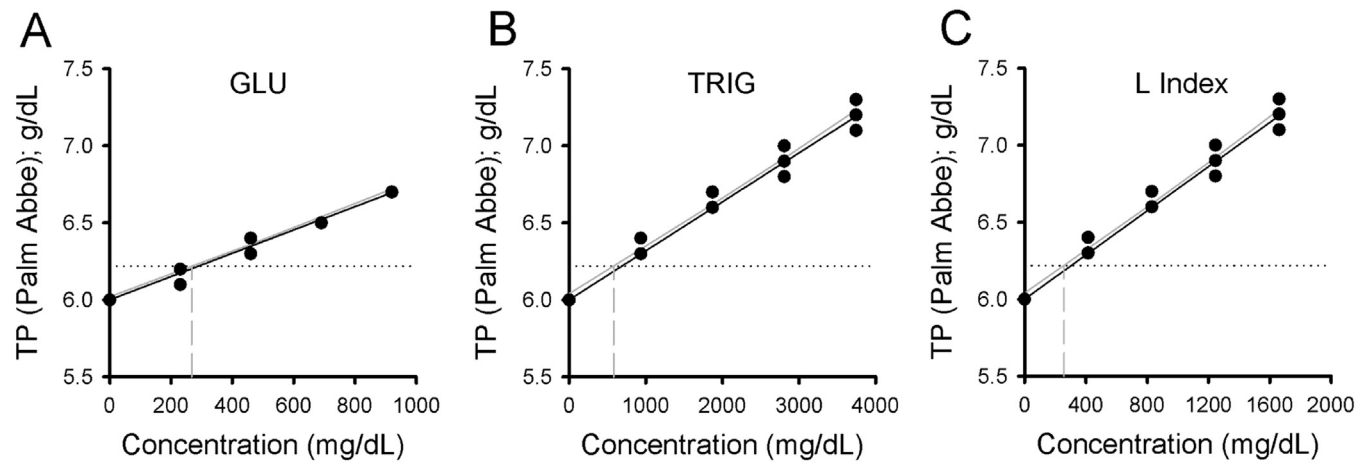 A
GLU
TP (Palm Abbe); g/dL
7.5
7.0
6.5
6.0
5.5
0 200 400 600 800 1000
Concentration (mg/dL)
B
TRIG
TP (Palm Abbe); g/dL
7.5
7.0
6.5
6.0
5.5
0 1000 2000 3000 4000
Concentration (mg/dL)
C
L Index
TP (Palm Abbe); g/dL
7.5
7.0
6.5
6.0
5.5
0 400 800 1200 1600 2000
Concentration (mg/dL)